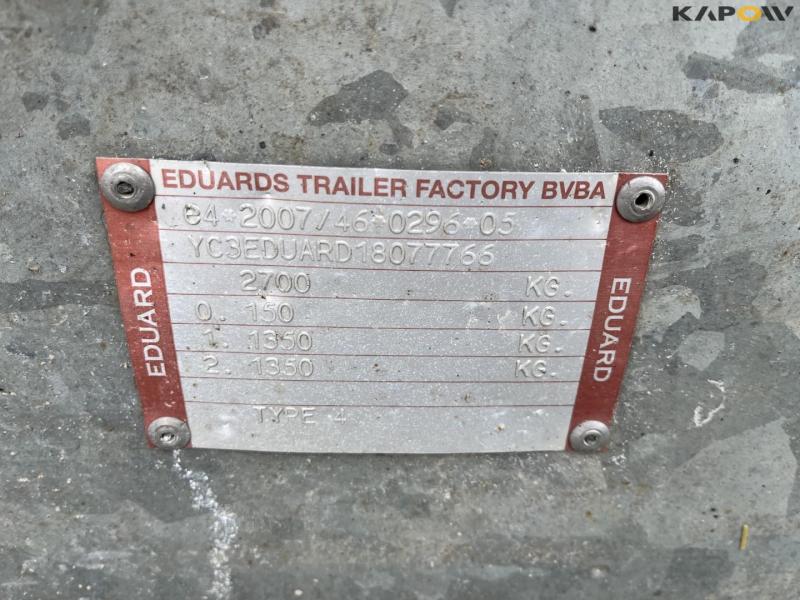 KAPOW
EDUARDS TRAILER FACTORY BVBA
e4*2007/46*0296*05
YC3EDUARD18077766
2700 KG.
0. 150 KG.
1. 1350 KG.
2. 1350 KG.
TYPE 4
EDUARD
EDUARD